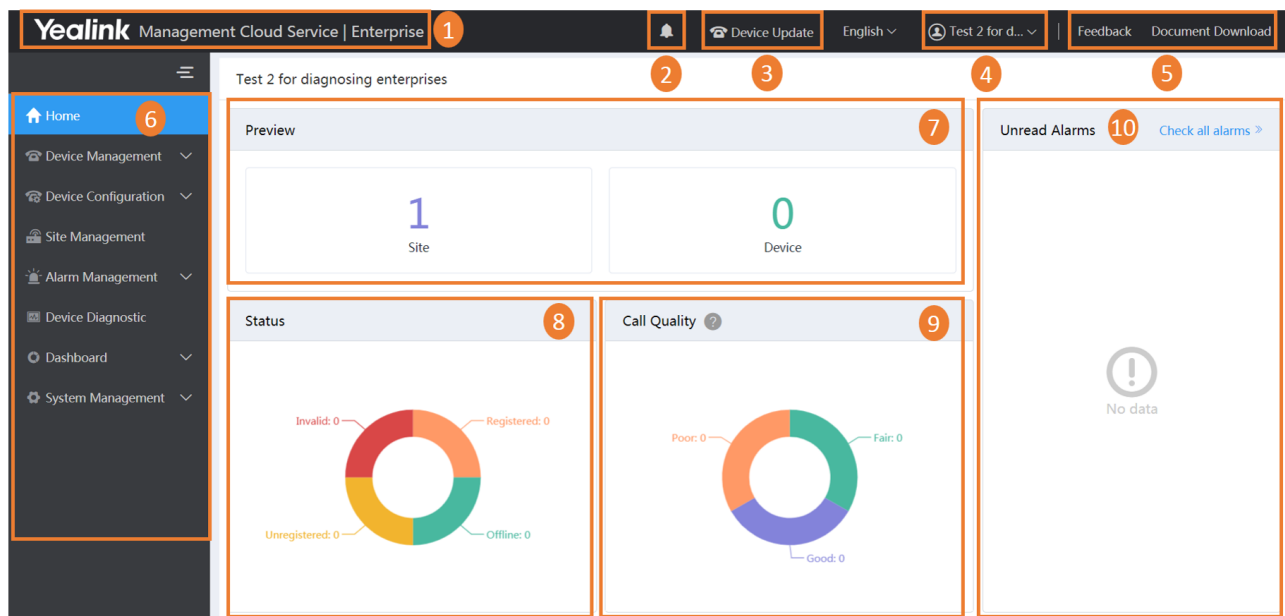 Yealink Management Cloud Service | Enterprise
1
Device Update
English
Test 2 for d...
Feedback
Document Download
2
3
4
5
Test 2 for diagnosing enterprises
6
Home
Device Management
Device Configuration
Site Management
Alarm Management
Device Diagnostic
Dashboard
System Management
Preview
7
1
Site
0
Device
Unread Alarms
10
Check all alarms »
No data
Status
8
Invalid: 0
Registered: 0
Unregistered: 0
Offline: 0
Call Quality ?
9
Poor: 0
Fair: 0
Good: 0